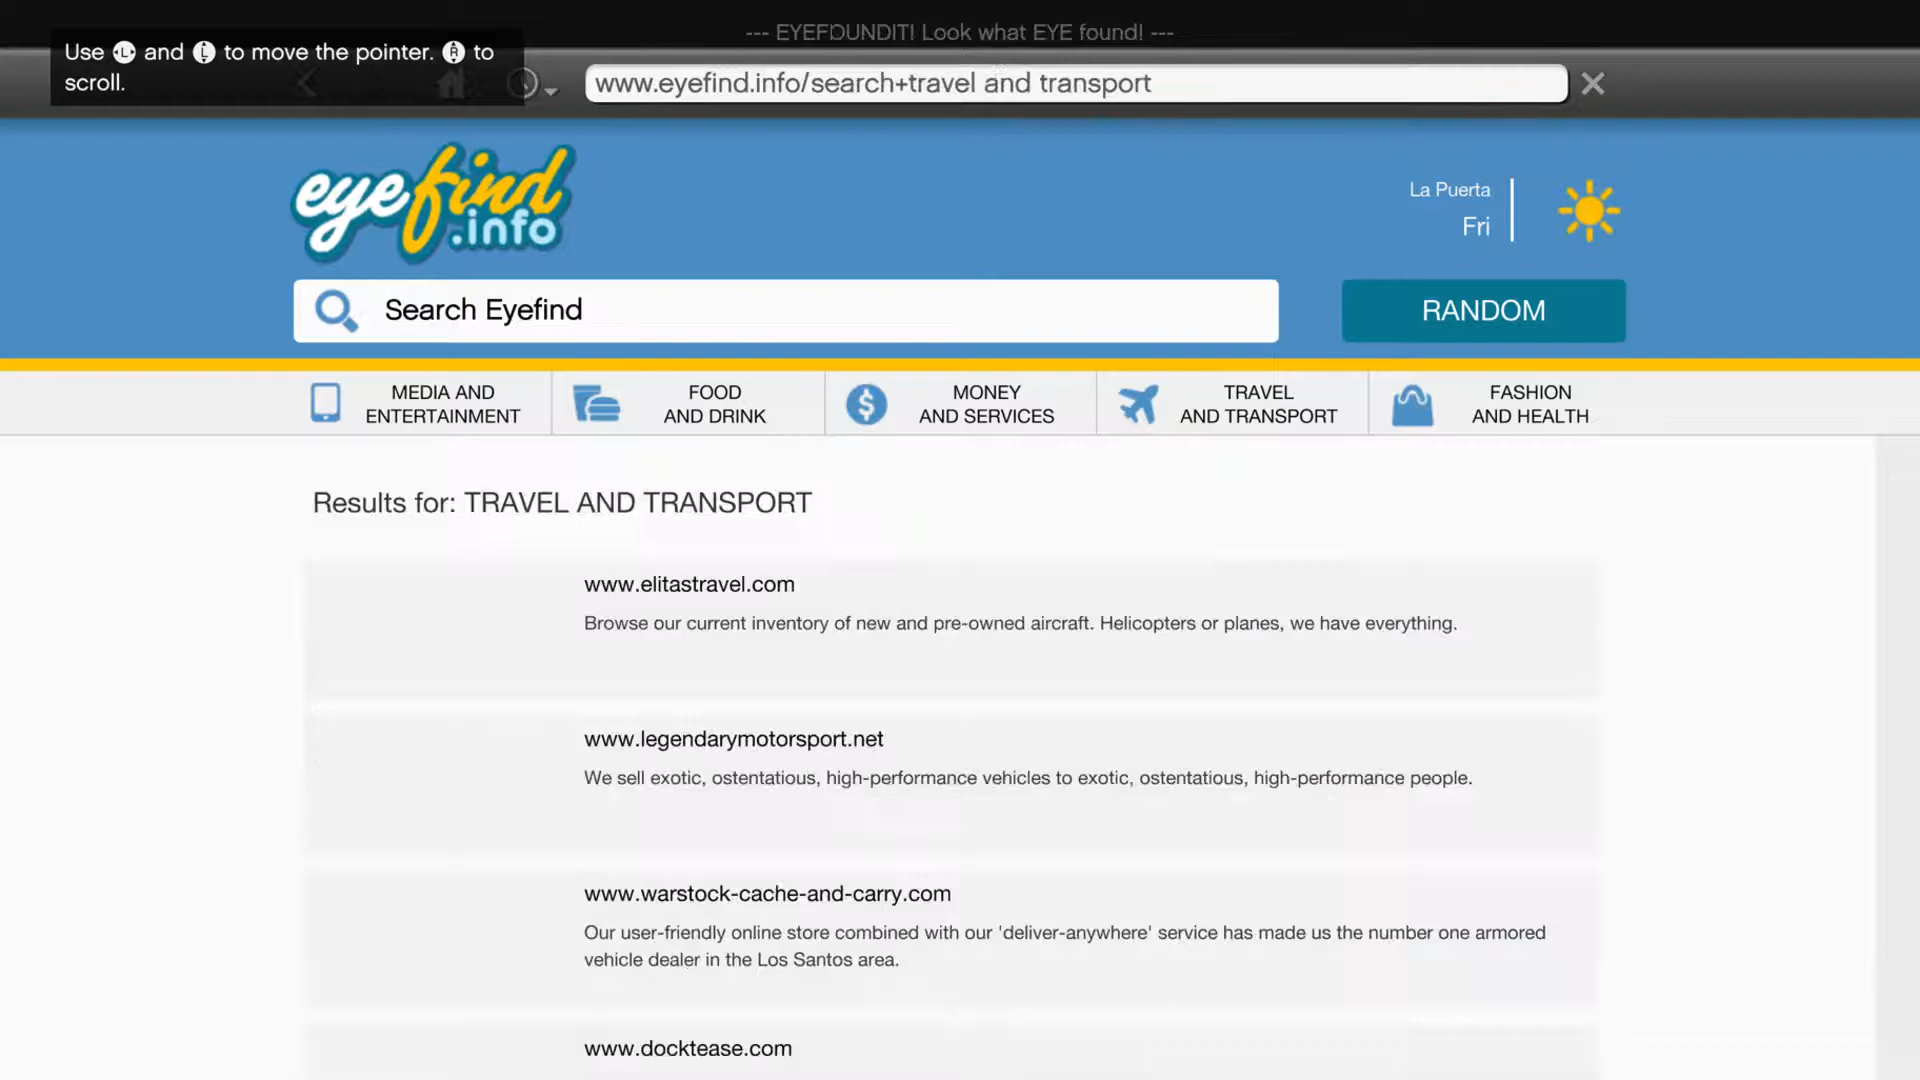 --- EYEFOUNDIT! Look what EYE found! ---
Use L and L to move the pointer. R to
scroll.
www.eyefind.info/search+travel and transport
eyefind
.info
La Puerta
Fri
Search Eyefind
RANDOM
MEDIA AND
ENTERTAINMENT
FOOD
AND DRINK
MONEY
AND SERVICES
TRAVEL
AND TRANSPORT
FASHION
AND HEALTH
Results for: TRAVEL AND TRANSPORT
www.elitastravel.com
Browse our current inventory of new and pre-owned aircraft. Helicopters or planes, we have everything.
www.legendarymotorsport.net
We sell exotic, ostentatious, high-performance vehicles to exotic, ostentatious, high-performance people.
www.warstock-cache-and-carry.com
Our user-friendly online store combined with our 'deliver-anywhere' service has made us the number one armored
vehicle dealer in the Los Santos area.
www.docktease.com